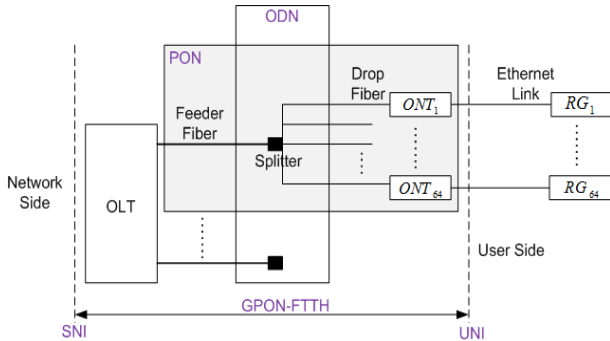 ODN
PON
Drop
Fiber
Ethernet
Link
ONT1
RG1
Feeder
Fiber
Splitter
Network
Side
OLT
ONT64
RG64
User Side
GPON-FTTH
SNI
UNI